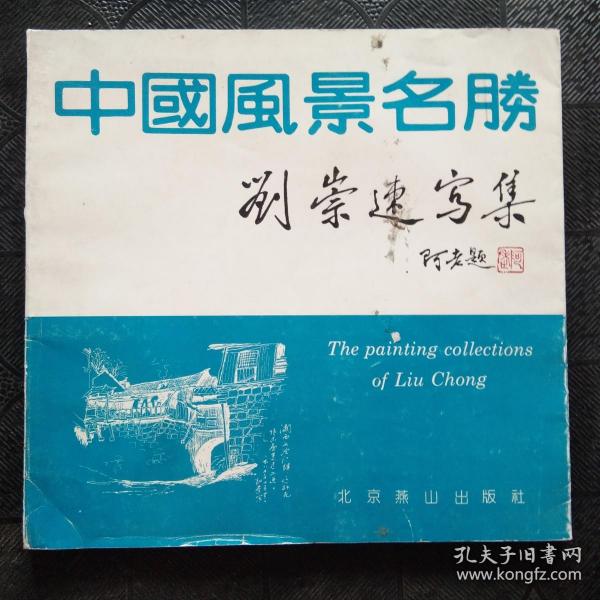 中國風景名勝
劉崇速写集
阿老题
The painting collections
of Liu Chong
北京燕山出版社
孔夫子旧书网
www.kongfz.com